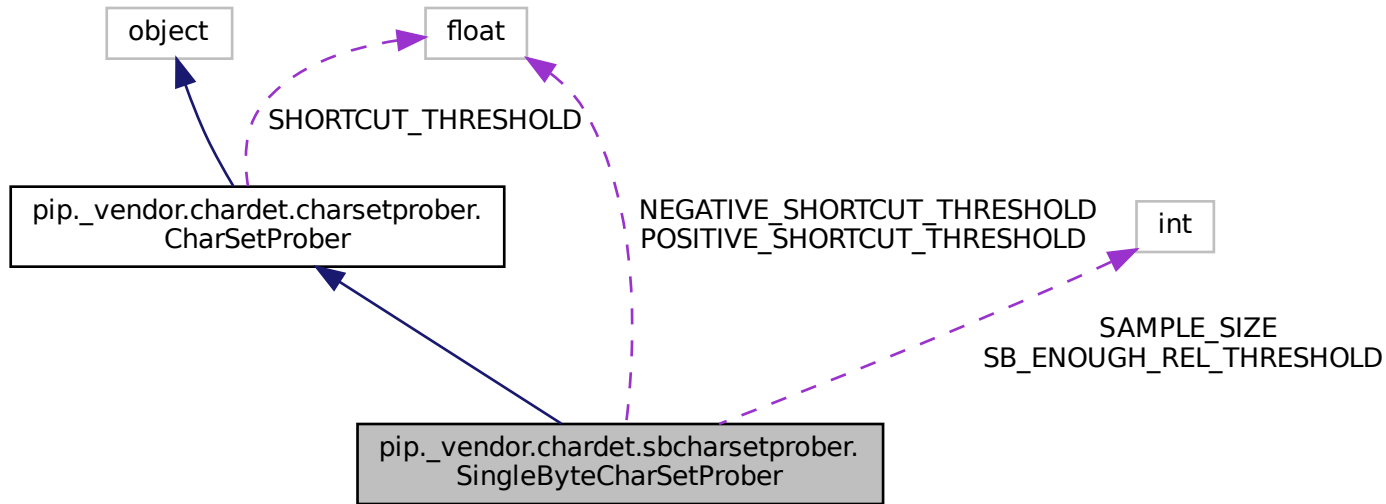 object
float
SHORTCUT_THRESHOLD
pip._vendor.chardet.charsetprober.
CharSetProber
NEGATIVE_SHORTCUT_THRESHOLD
POSITIVE_SHORTCUT_THRESHOLD
int
SAMPLE_SIZE
SB_ENOUGH_REL_THRESHOLD
pip._vendor.chardet.sbcharsetprober.
SingleByteCharSetProber